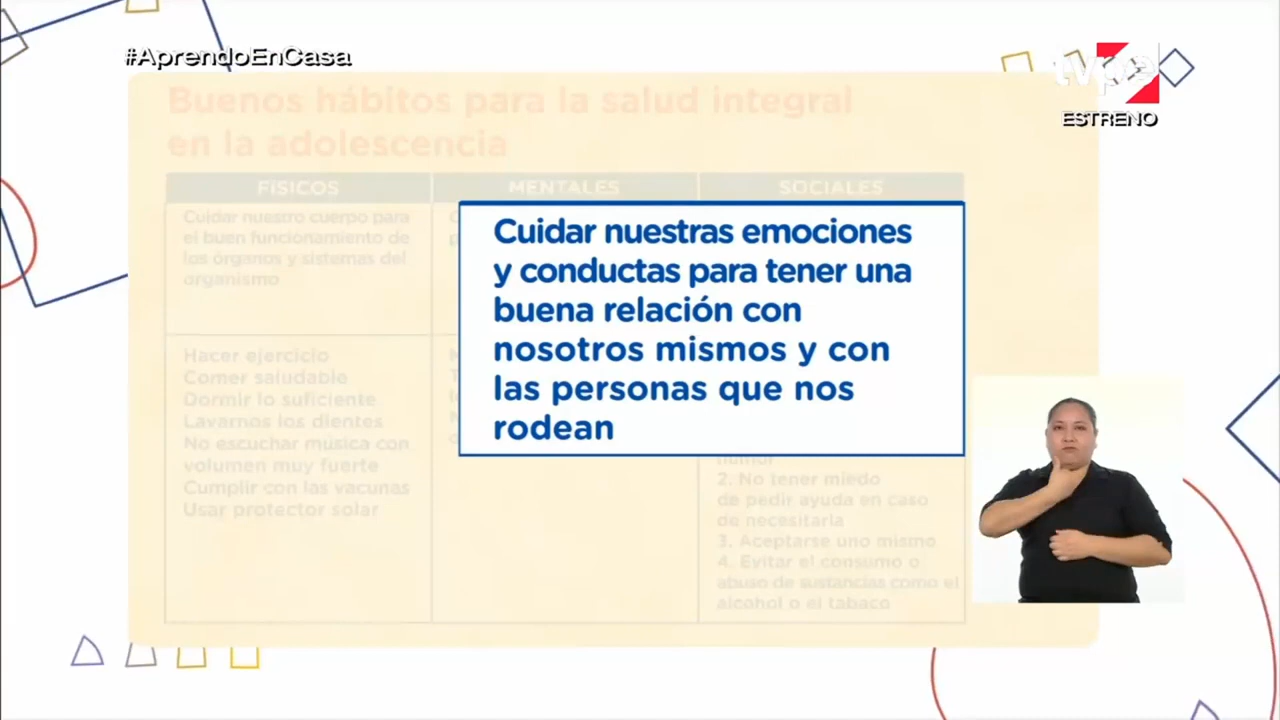 #AprendoEnCasa
tvpe
ESTRENO
Buenos hábitos para la salud integral
en la adolescencia
FÍSICOS
MENTALES
SOCIALES
Cuidar nuestro cuerpo para
el buen funcionamiento de
los órganos y sistemas del
organismo
Cuidar nuestras emociones
y conductas para tener una
buena relación con
nosotros mismos y con
las personas que nos
rodean
Hacer ejercicio
Comer saludable
Dormir lo suficiente
Lavarnos los dientes
No escuchar música con
volumen muy fuerte
Cumplir con las vacunas
Usar protector solar
humor
2. No tener miedo
de pedir ayuda en caso
de necesitarla
3. Aceptarse uno mismo
4. Evitar el consumo o
abuso de sustancias como el
alcohol o el tabaco